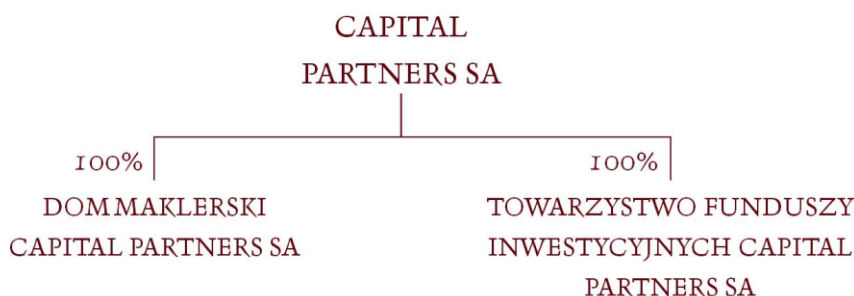 CAPITAL
PARTNERS SA
100%
100%
DOM MAKLERSKI
CAPITAL PARTNERS SA
TOWARZYSTWO FUNDUSZY
INWESTYCYJNYCH CAPITAL
PARTNERS SA